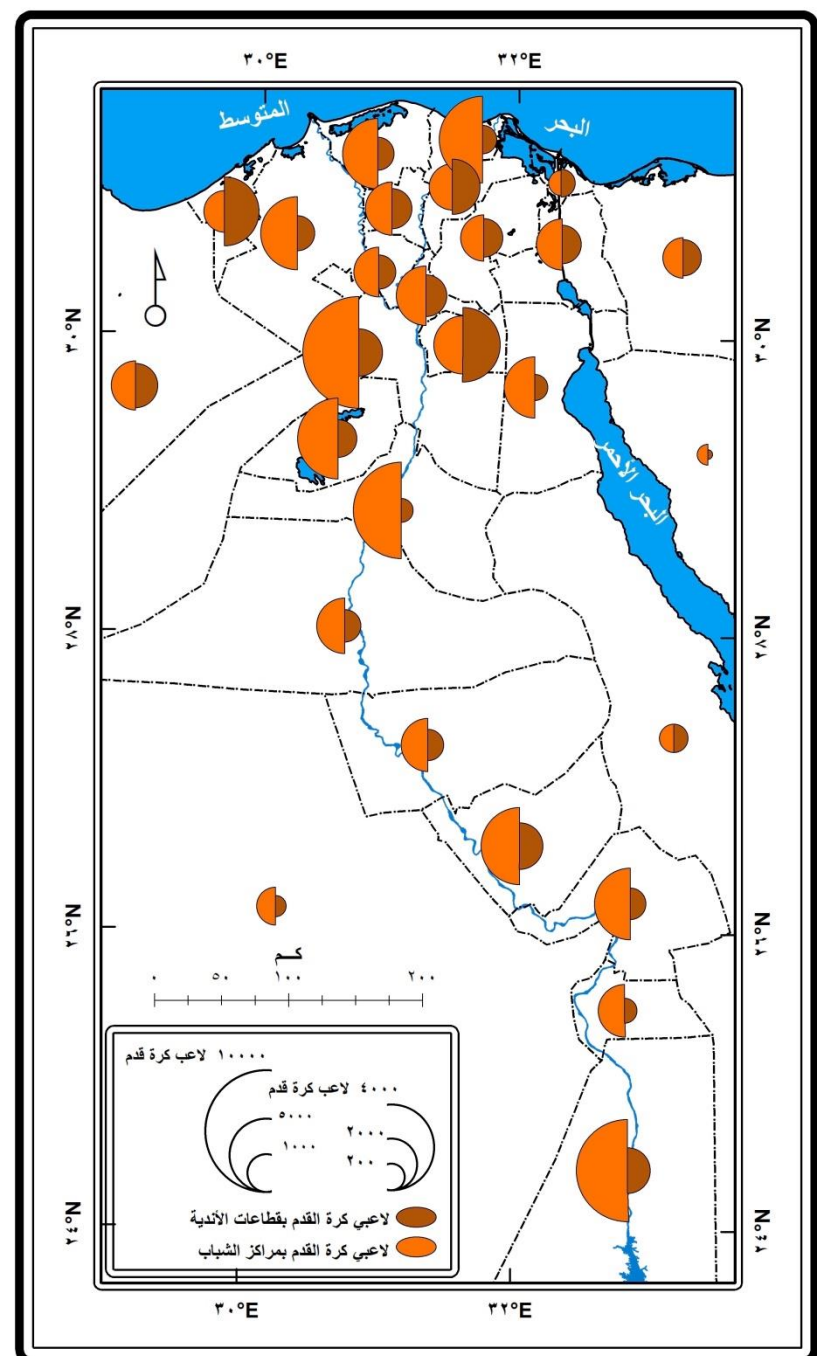 ٣٠°E ٣٢°E
البحر المتوسط
٣٠°N ٣٠°N
البحر الأحمر
٢٨°N ٢٨°N
٢٦°N ٢٦°N
كـــم
٠ ٥٠ ١٠٠ ٢٠٠
١٠٠٠٠ لاعب كرة قدم
٤٠٠٠ لاعب كرة قدم
٥٠٠٠
٢٠٠٠
١٠٠٠
٢٠٠
لاعبي كرة القدم بقطاعات الأندية
لاعبي كرة القدم بمراكز الشباب
٢٤°N ٢٤°N
٣٠°E ٣٢°E